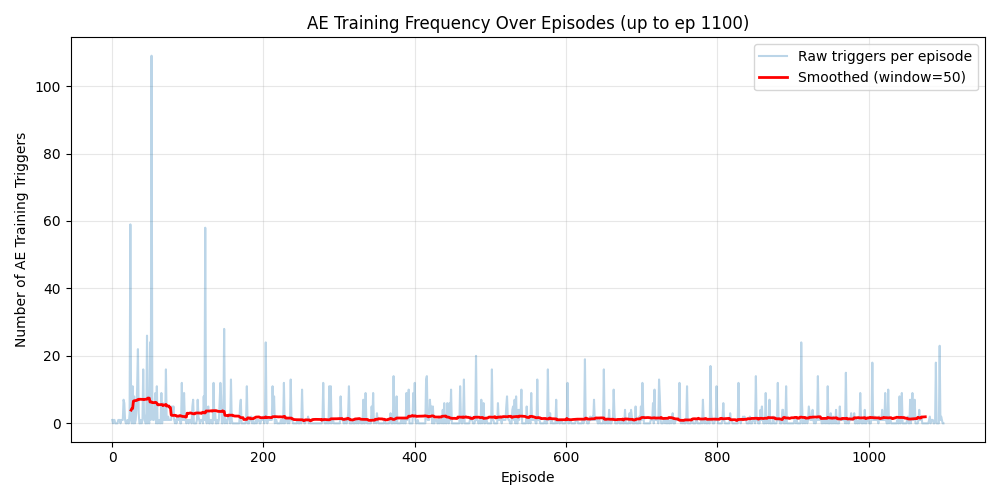 AE Training Frequency Over Episodes (up to ep 1100)
Raw triggers per episode
Smoothed (window=50)
Number of AE Training Triggers
100
80
60
40
20
0
0 200 400 600 800 1000
Episode